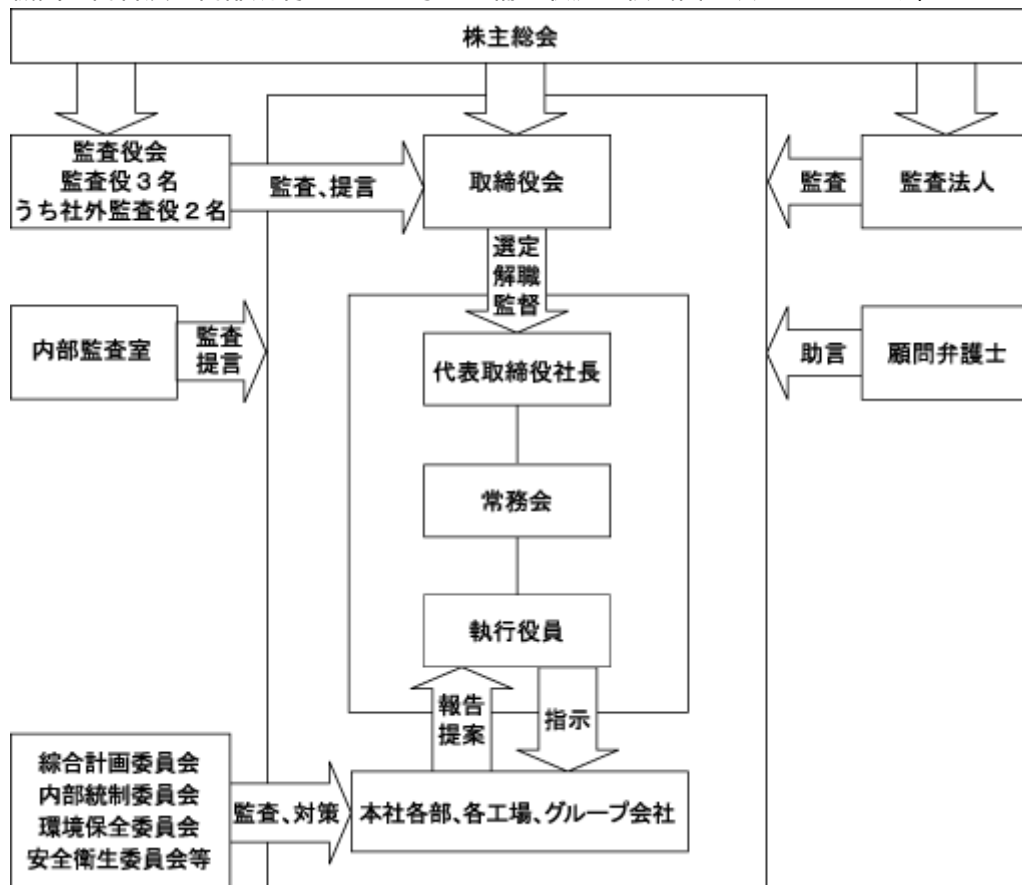 株主総会
監査役会
監査役３名
うち社外監査役２名
監査、提言
取締役会
監査
監査法人
選定
解職
監督
内部監査室
監査
提言
代表取締役社長
助言
顧問弁護士
常務会
執行役員
報告
提案
指示
綜合計画委員会
内部統制委員会
環境保全委員会
安全衛生委員会等
監査、対策
本社各部、各工場、グループ会社